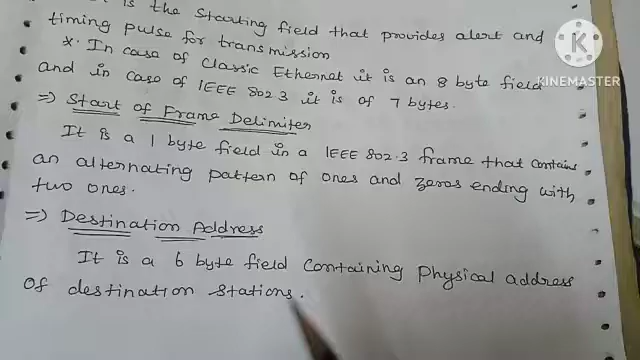 is the starting field that provides alert and
timing pulse for transmission
x. In case of Classic Ethernet it is an 8 byte field
and in case of IEEE 802 3 it is of 7 bytes.
⇒ Start of Frame Delimiter
It is a 1 byte field in a IEEE 802.3 frame that contains
an alternating pattern of ones and zeros ending with
two ones.
⇒ Destination Address
It is a 6 byte field containing physical address
of destination stations.
K
KINEMASTER